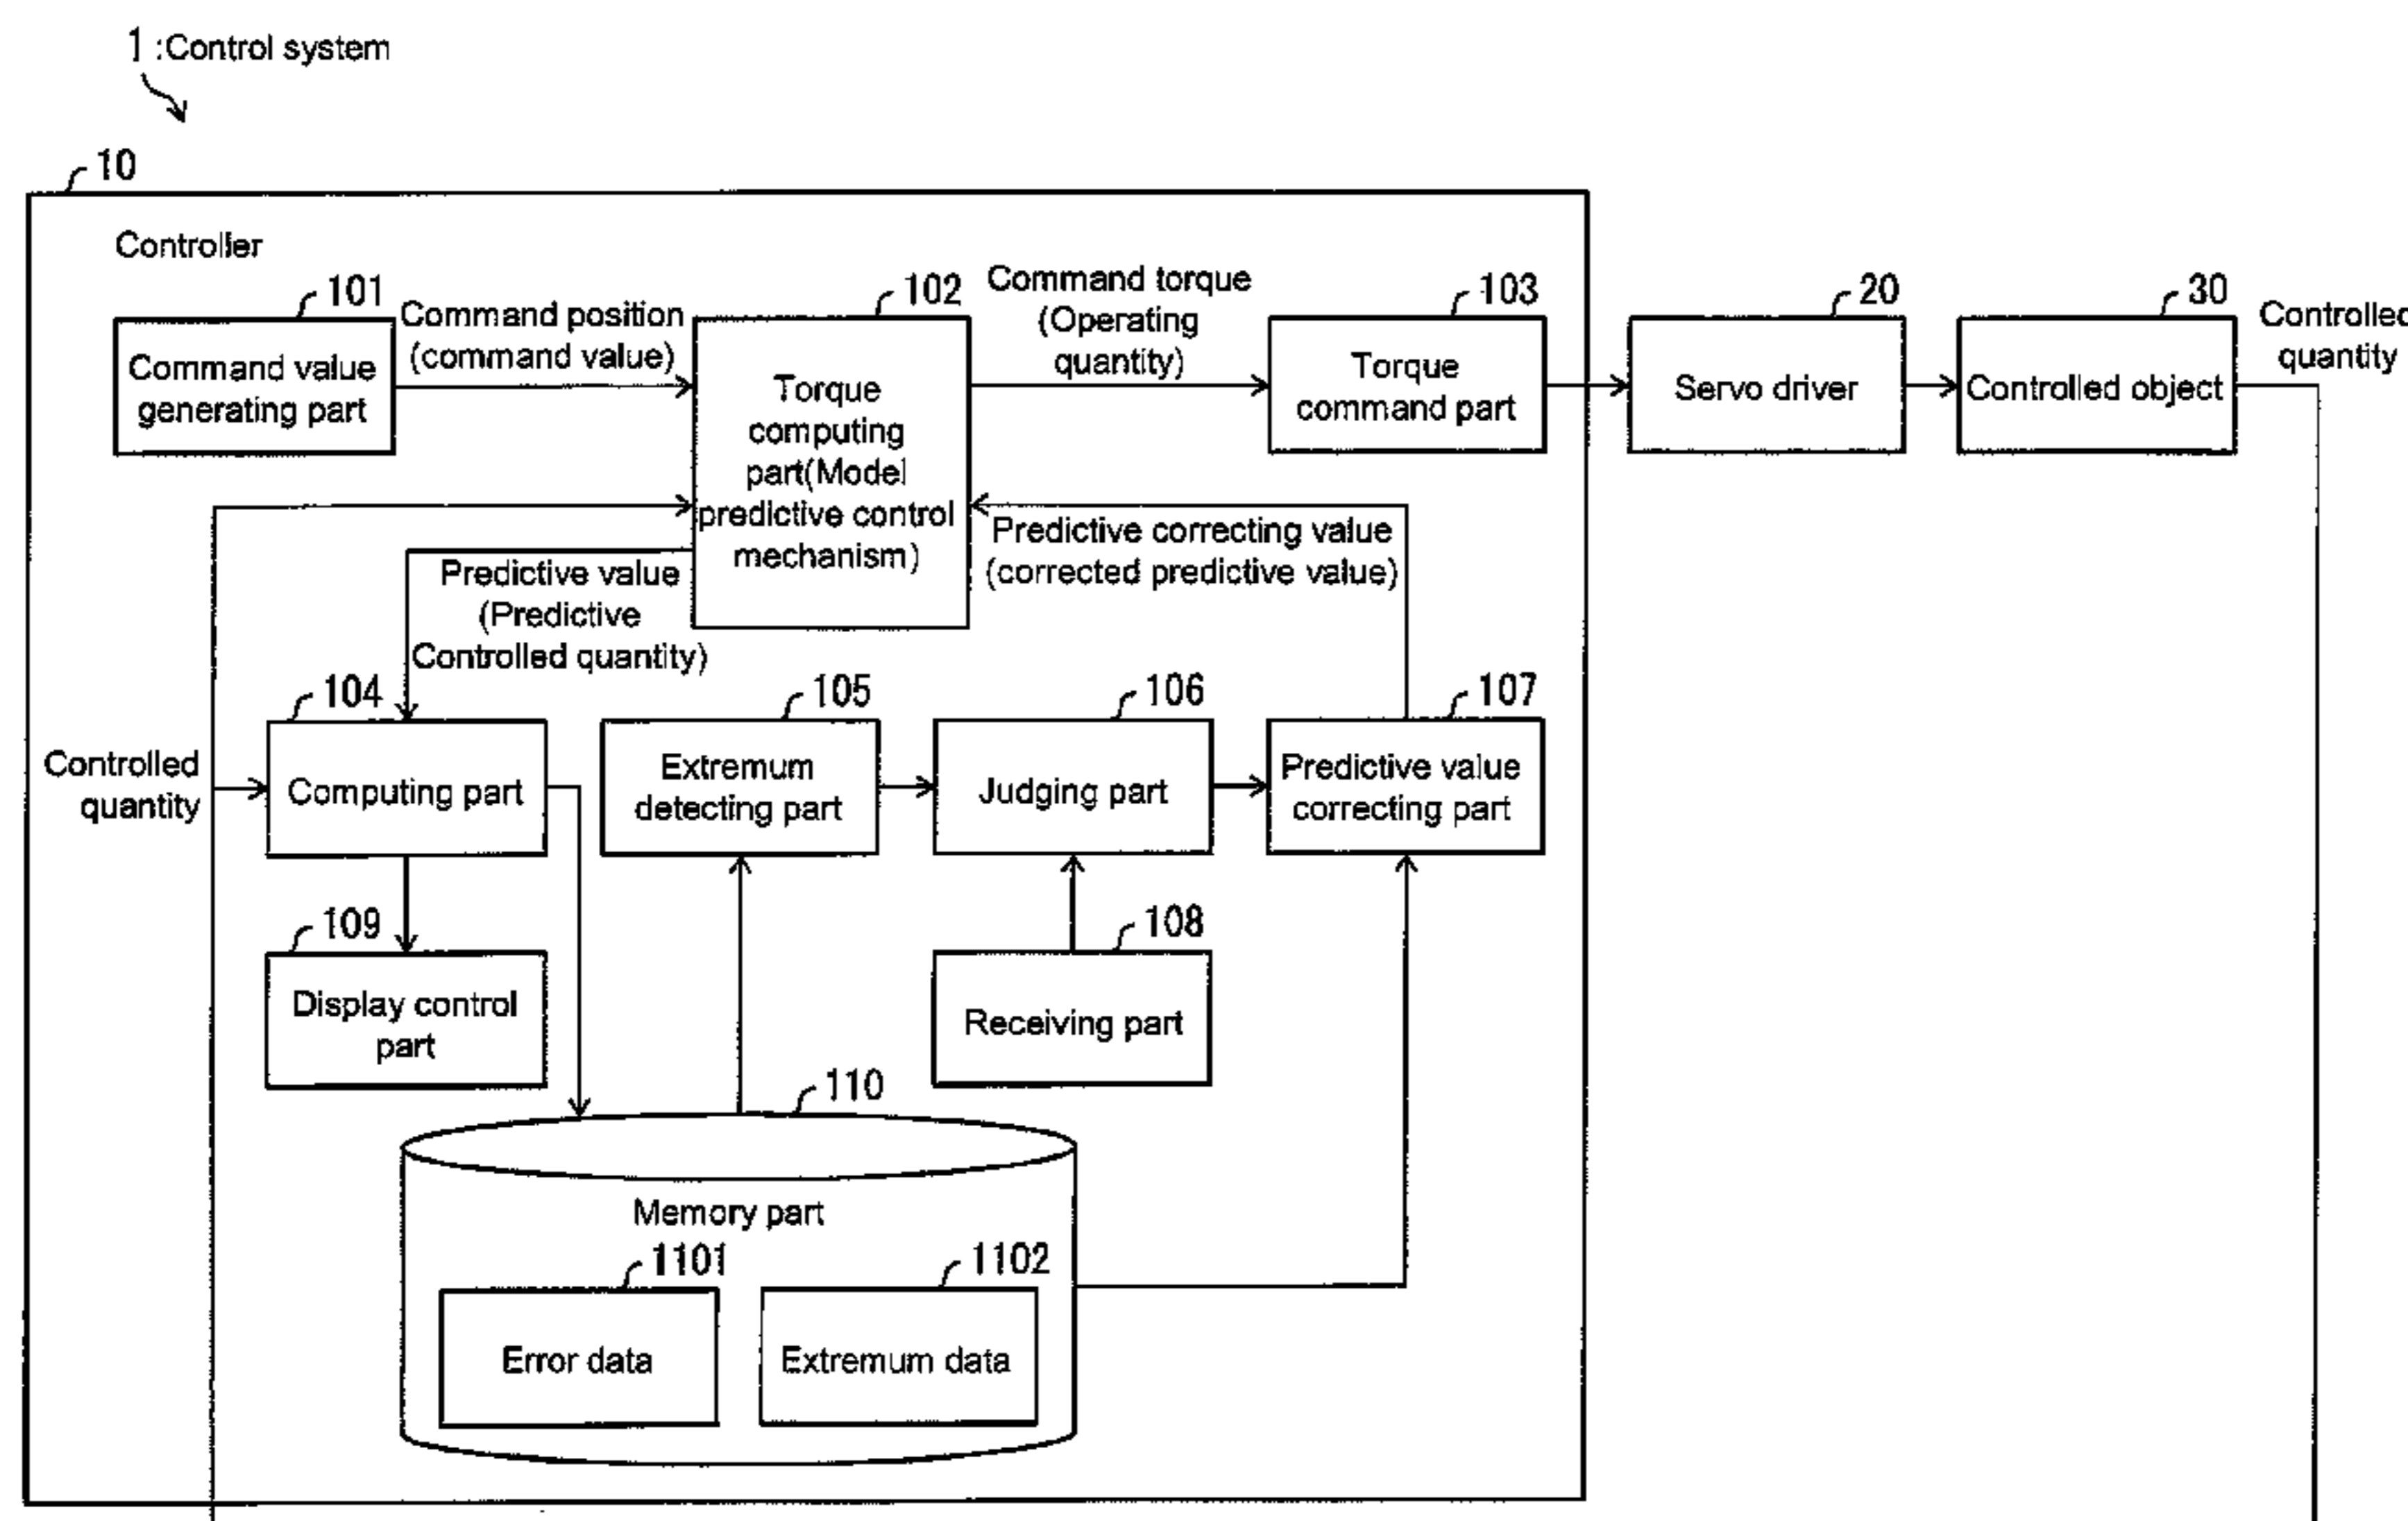 1 :Control system
10
Controller
101
Command position
(command value)
102
Command torque
(Operating
quantity)
103
20
30
Controlled
quantity
Command value
generating part
Torque
computing
part(Model
predictive control
mechanism)
Torque
command part
Servo driver
Controlled object
Predictive value
(Predictive
Controlled quantity)
Predictive correcting value
(corrected predictive value)
104
105
106
107
Controlled
quantity
Computing part
Extremum
detecting part
Judging part
Predictive value
correcting part
109
108
Display control
part
Receiving part
110
Memory part
1101
1102
Error data
Extremum data